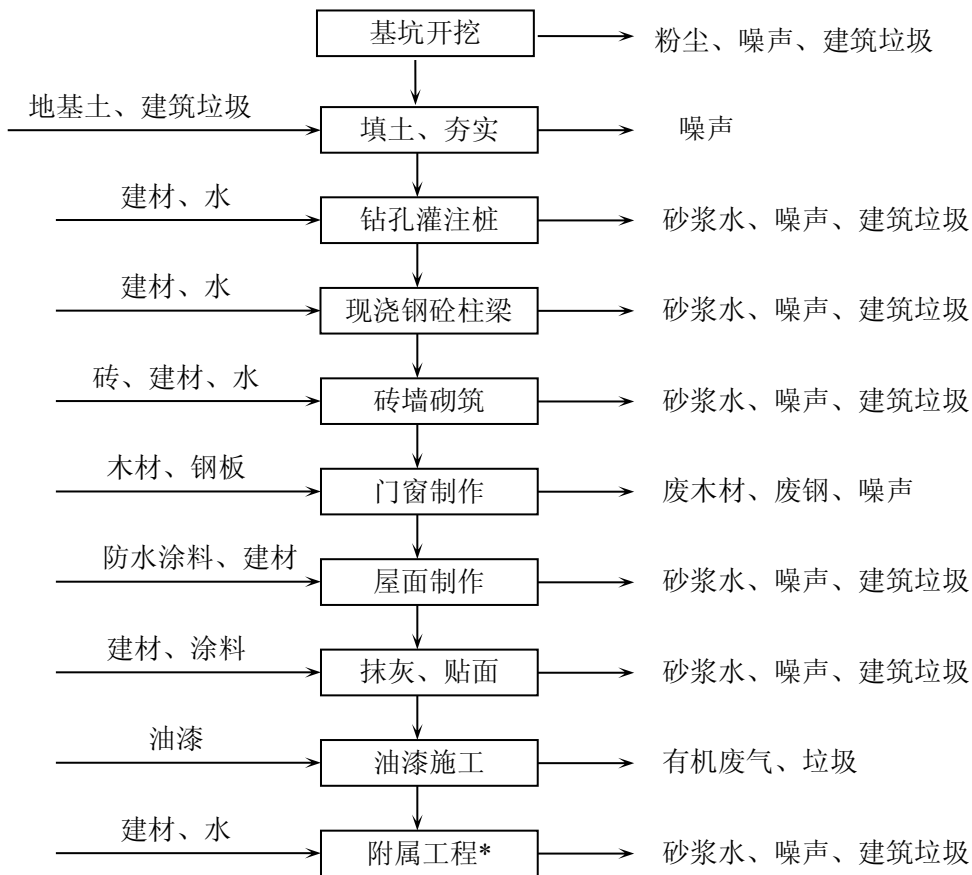 基坑开挖
粉尘、噪声、建筑垃圾
地基土、建筑垃圾
填土、夯实
噪声
建材、水
钻孔灌注桩
砂浆水、噪声、建筑垃圾
建材、水
现浇钢砼柱梁
砂浆水、噪声、建筑垃圾
砖、建材、水
砖墙砌筑
砂浆水、噪声、建筑垃圾
木材、钢板
门窗制作
废木材、废钢、噪声
防水涂料、建材
屋面制作
砂浆水、噪声、建筑垃圾
建材、涂料
抹灰、贴面
砂浆水、噪声、建筑垃圾
油漆
油漆施工
有机废气、垃圾
建材、水
附属工程*
砂浆水、噪声、建筑垃圾